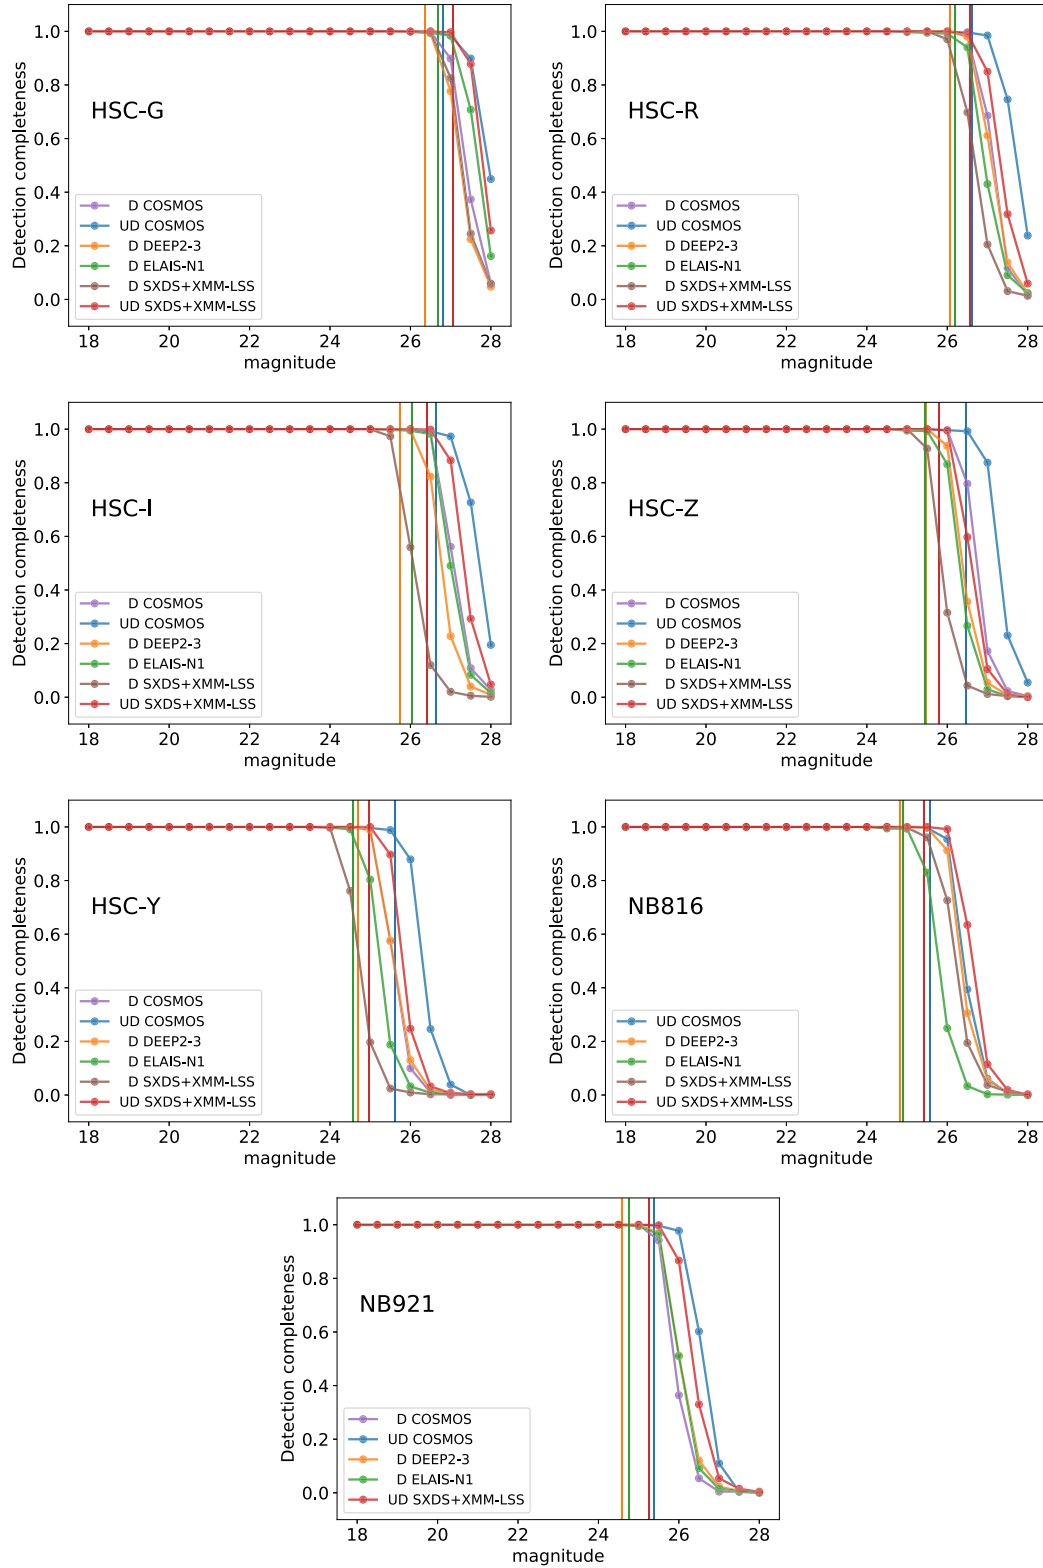 1.0
0.8
0.6
0.4
0.2
0.0
Detection completeness
HSC-G
D COSMOS
UD COSMOS
D DEEP2-3
D ELAIS-N1
D SXDS+XMM-LSS
UD SXDS+XMM-LSS
18 20 22 24 26 28
magnitude
1.0
0.8
0.6
0.4
0.2
0.0
Detection completeness
HSC-R
D COSMOS
UD COSMOS
D DEEP2-3
D ELAIS-N1
D SXDS+XMM-LSS
UD SXDS+XMM-LSS
18 20 22 24 26 28
magnitude
1.0
0.8
0.6
0.4
0.2
0.0
Detection completeness
HSC-I
D COSMOS
UD COSMOS
D DEEP2-3
D ELAIS-N1
D SXDS+XMM-LSS
UD SXDS+XMM-LSS
18 20 22 24 26 28
magnitude
1.0
0.8
0.6
0.4
0.2
0.0
Detection completeness
HSC-Z
D COSMOS
UD COSMOS
D DEEP2-3
D ELAIS-N1
D SXDS+XMM-LSS
UD SXDS+XMM-LSS
18 20 22 24 26 28
magnitude
1.0
0.8
0.6
0.4
0.2
0.0
Detection completeness
HSC-Y
D COSMOS
UD COSMOS
D DEEP2-3
D ELAIS-N1
D SXDS+XMM-LSS
UD SXDS+XMM-LSS
18 20 22 24 26 28
magnitude
1.0
0.8
0.6
0.4
0.2
0.0
Detection completeness
NB816
UD COSMOS
D DEEP2-3
D ELAIS-N1
D SXDS+XMM-LSS
UD SXDS+XMM-LSS
18 20 22 24 26 28
magnitude
1.0
0.8
0.6
0.4
0.2
0.0
Detection completeness
NB921
D COSMOS
UD COSMOS
D DEEP2-3
D ELAIS-N1
UD SXDS+XMM-LSS
18 20 22 24 26 28
magnitude